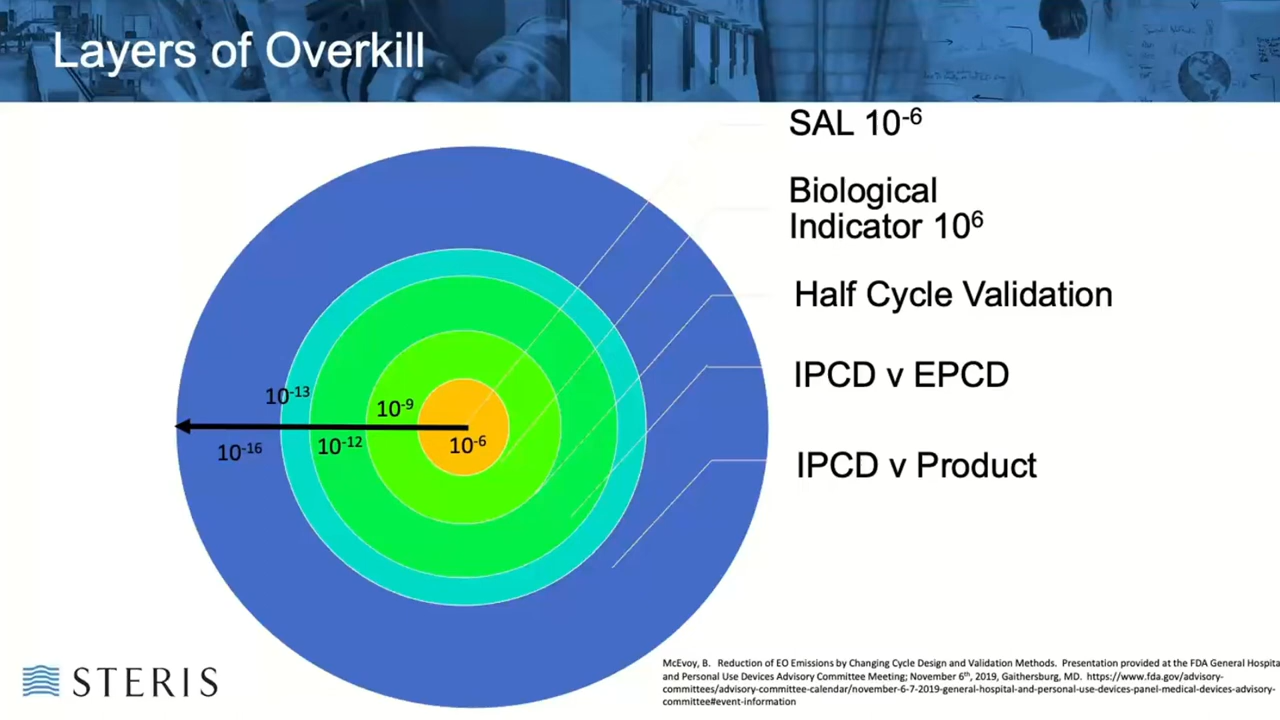 Layers of Overkill
SAL 10⁻⁶
Biological
Indicator 10⁶
Half Cycle Validation
IPCD v EPCD
IPCD v Product
10⁻¹³
10⁻⁹
10⁻¹⁶
10⁻¹²
10⁻⁶
STERIS
McEvoy, B. Reduction of EO Emissions by Changing Cycle Design and Validation Methods. Presentation provided at the FDA General Hospita
and Personal Use Devices Advisory Committee Meeting; November 6ᵗʰ, 2019, Gaithersburg, MD. https://www.fda.gov/advisory-
committees/advisory-committee-calendar/november-6-7-2019-general-hospital-and-personal-use-devices-panel-medical-devices-advisory-
committee#event-information